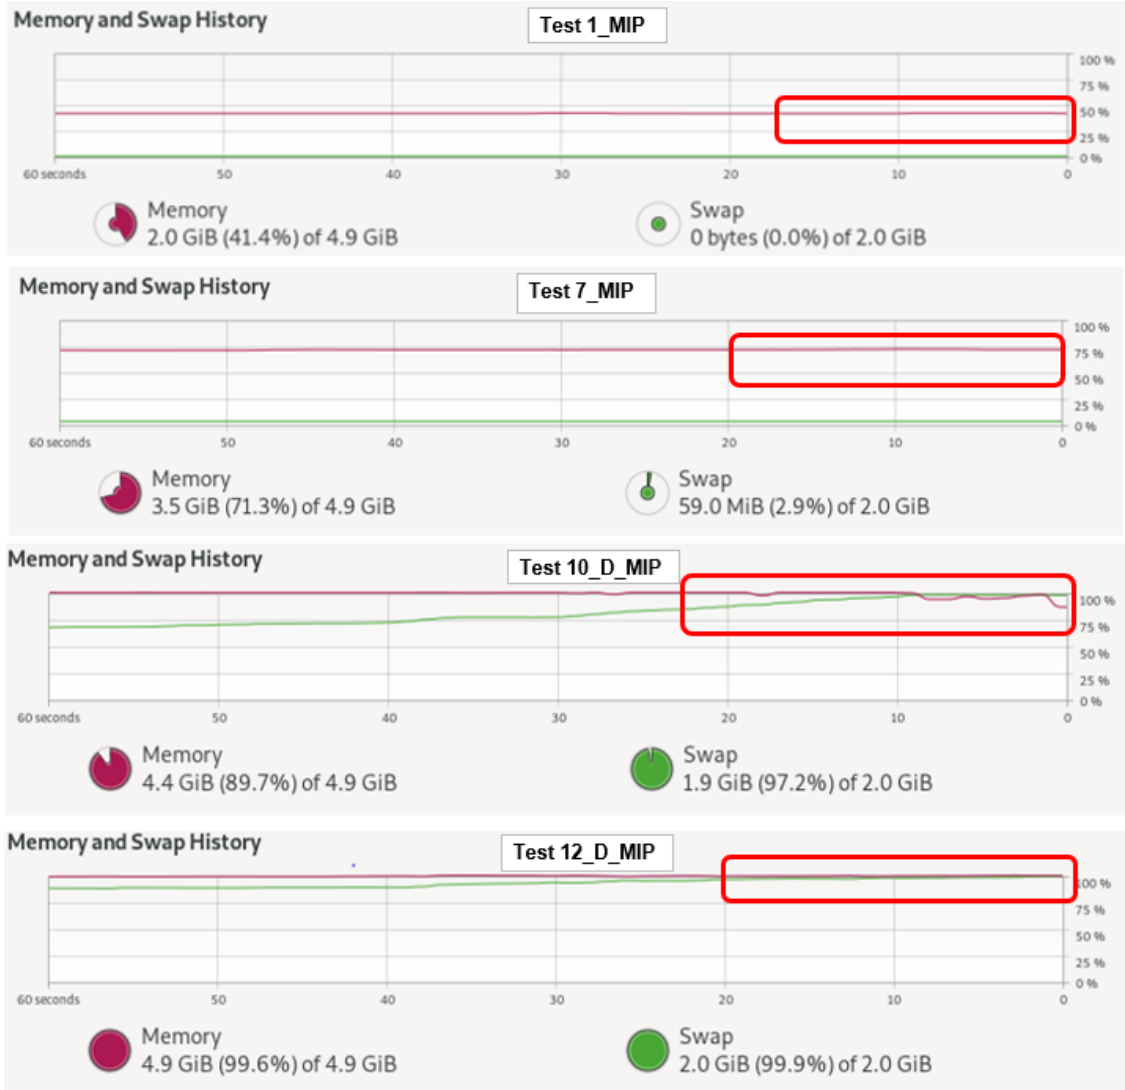 Memory and Swap History
Test 1_MIP
100 %
75 %
50 %
25 %
0 %
60 seconds 50 40 30 20 10 0
Memory
2.0 GiB (41.4%) of 4.9 GiB
Swap
0 bytes (0.0%) of 2.0 GiB
Memory and Swap History
Test 7_MIP
100 %
75 %
50 %
25 %
0 %
60 seconds 50 40 30 20 10 0
Memory
3.5 GiB (71.3%) of 4.9 GiB
Swap
59.0 MiB (2.9%) of 2.0 GiB
Memory and Swap History
Test 10_D_MIP
100 %
75 %
50 %
25 %
0 %
60 seconds 50 40 30 20 10 0
Memory
4.4 GiB (89.7%) of 4.9 GiB
Swap
1.9 GiB (97.2%) of 2.0 GiB
Memory and Swap History
Test 12_D_MIP
100 %
75 %
50 %
25 %
0 %
60 seconds 50 40 30 20 10 0
Memory
4.9 GiB (99.6%) of 4.9 GiB
Swap
2.0 GiB (99.9%) of 2.0 GiB